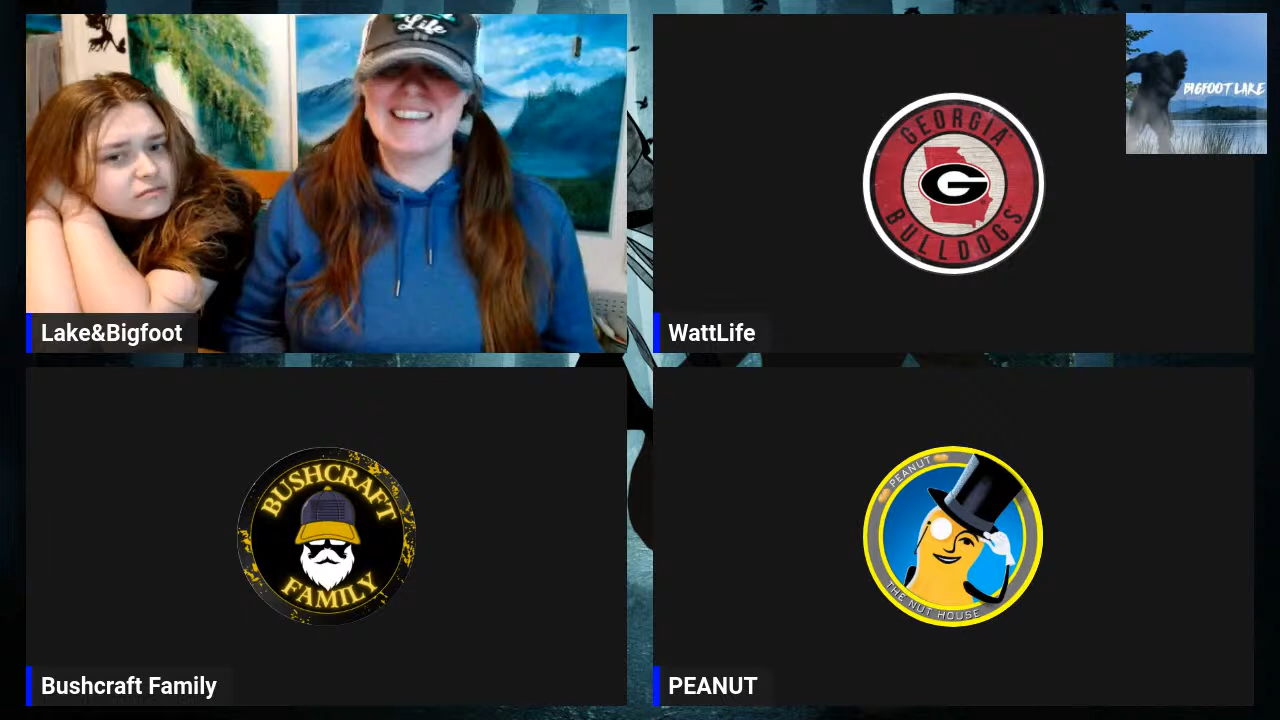 Life
Lake&Bigfoot
GEORGIA
G
BULLDOGS
WattLife
BIGFOOT LAKE
BUSHCRAFT
FAMILY
Bushcraft Family
PEANUT
THE NUT HOUSE
PEANUT